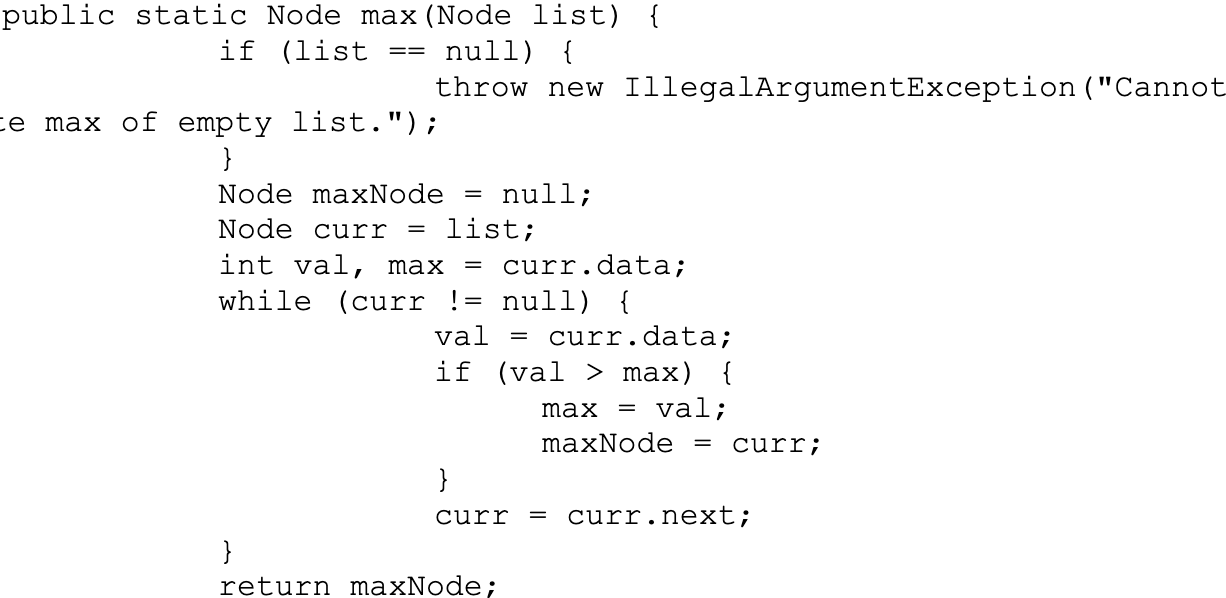 public static Node max(Node list) {
if (list == null) {
throw new IllegalArgumentException("Cannot
te max of empty list.");
}
Node maxNode = null;
Node curr = list;
int val, max = curr.data;
while (curr != null) {
val = curr.data;
if (val > max) {
max = val;
maxNode = curr;
}
curr = curr.next;
}
return maxNode;